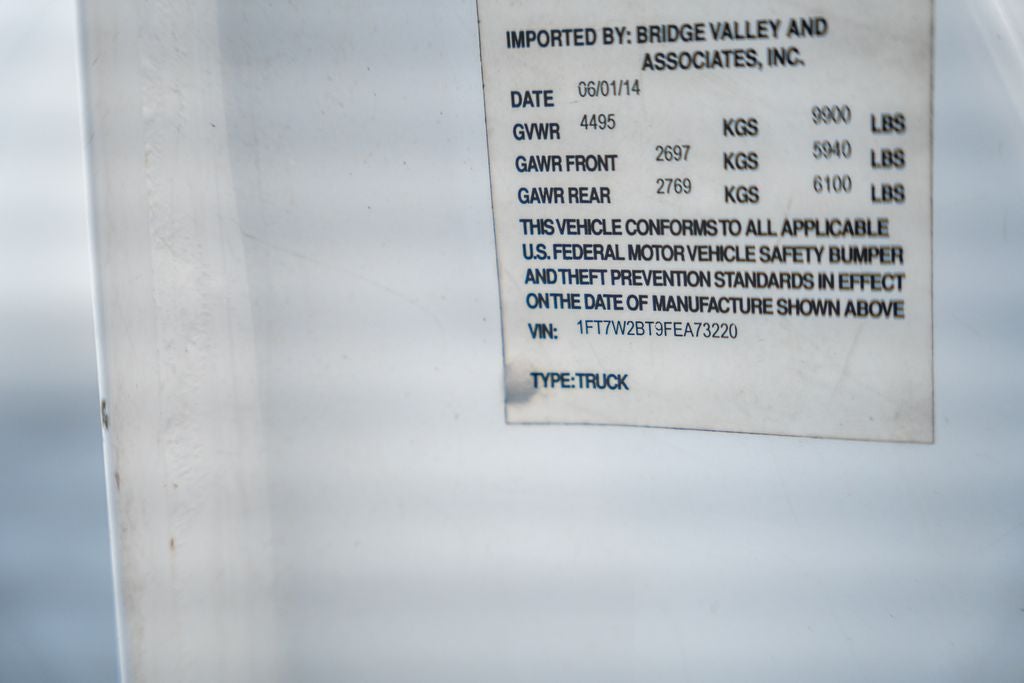 IMPORTED BY: BRIDGE VALLEY AND
ASSOCIATES, INC.
DATE 06/01/14
GVWR 4495 KGS 9900 LBS
GAWR FRONT 2697 KGS 5940 LBS
GAWR REAR 2769 KGS 6100 LBS
THIS VEHICLE CONFORMS TO ALL APPLICABLE
U.S. FEDERAL MOTOR VEHICLE SAFETY BUMPER
AND THEFT PREVENTION STANDARDS IN EFFECT
ON THE DATE OF MANUFACTURE SHOWN ABOVE
VIN: 1FT7W2BT9FEA73220
TYPE: TRUCK